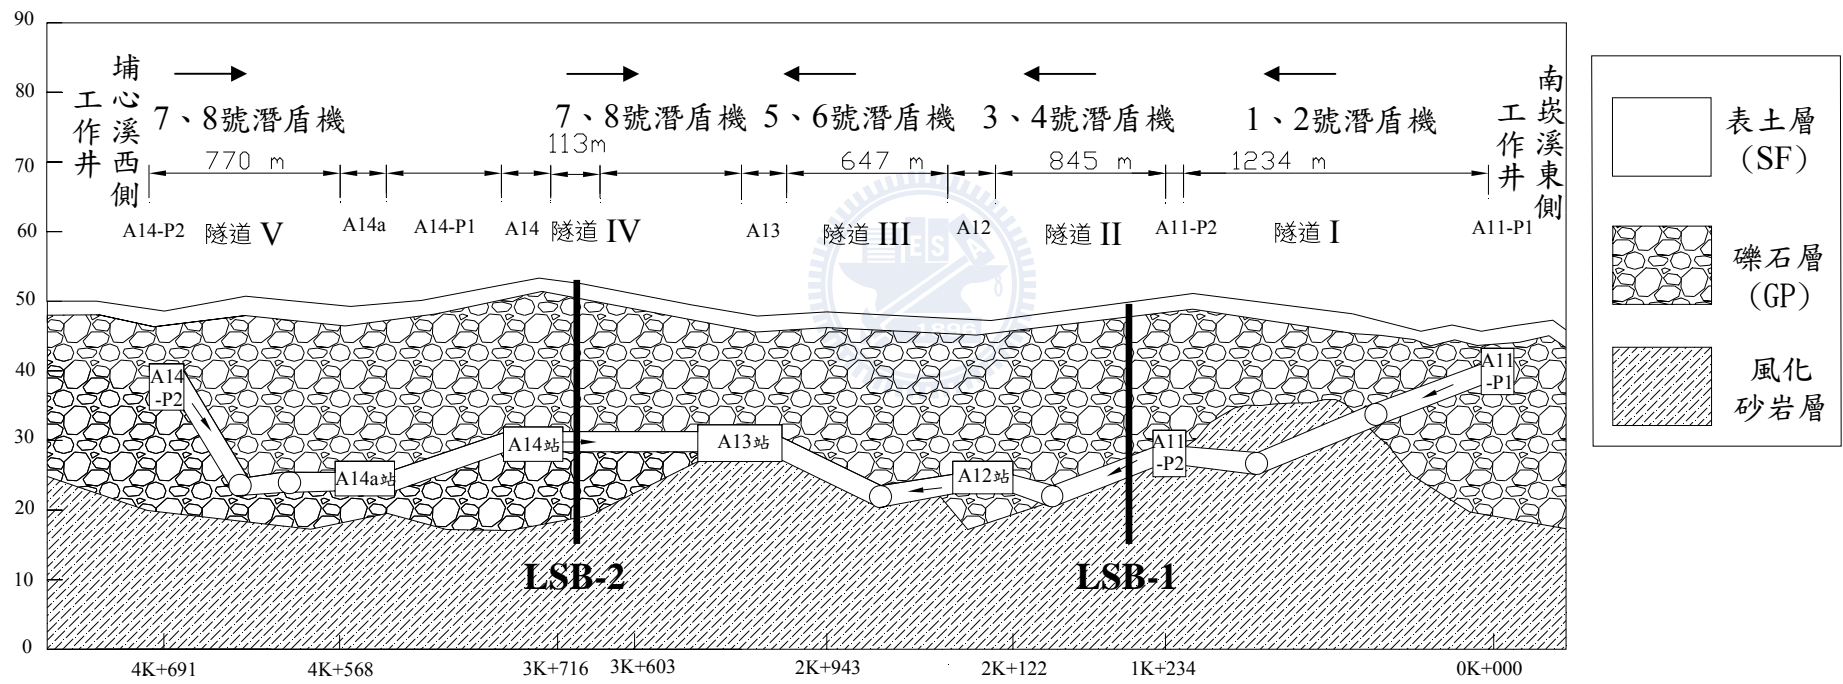 90
80
70
60
50
40
30
20
10
0
埔心溪西側
工作井
7、8號潛盾機
7、8號潛盾機
5、6號潛盾機
3、4號潛盾機
1、2號潛盾機
南崁溪東側
工作井
770 m
113m
647 m
845 m
1234 m
A14-P2
隧道 V
A14a
A14-P1
A14
隧道 IV
A13
隧道 III
A12
隧道 II
A11-P2
隧道 I
A11-P1
ES
A
1896
A14
-P2
A14a站
A14站
A13站
A12站
A11
-P2
A11
-P1
LSB-2
LSB-1
4K+691
4K+568
3K+716
3K+603
2K+943
2K+122
1K+234
0K+000
表土層
(SF)
礫石層
(GP)
風化
砂岩層